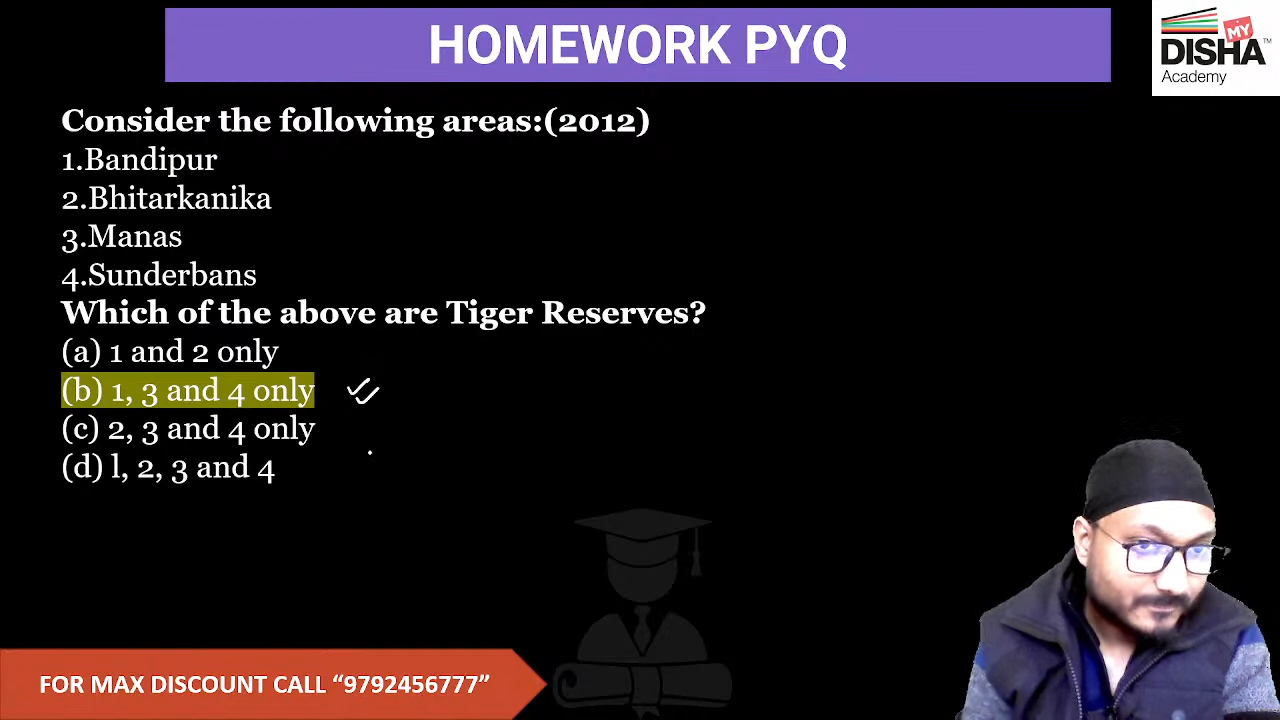 HOMEWORK PYQ
MY
DISHA™
Academy
Consider the following areas:(2012)
1.Bandipur
2.Bhitarkanika
3.Manas
4.Sunderbans
Which of the above are Tiger Reserves?
(a) 1 and 2 only
(b) 1, 3 and 4 only
(c) 2, 3 and 4 only
(d) l, 2, 3 and 4
FOR MAX DISCOUNT CALL “9792456777”